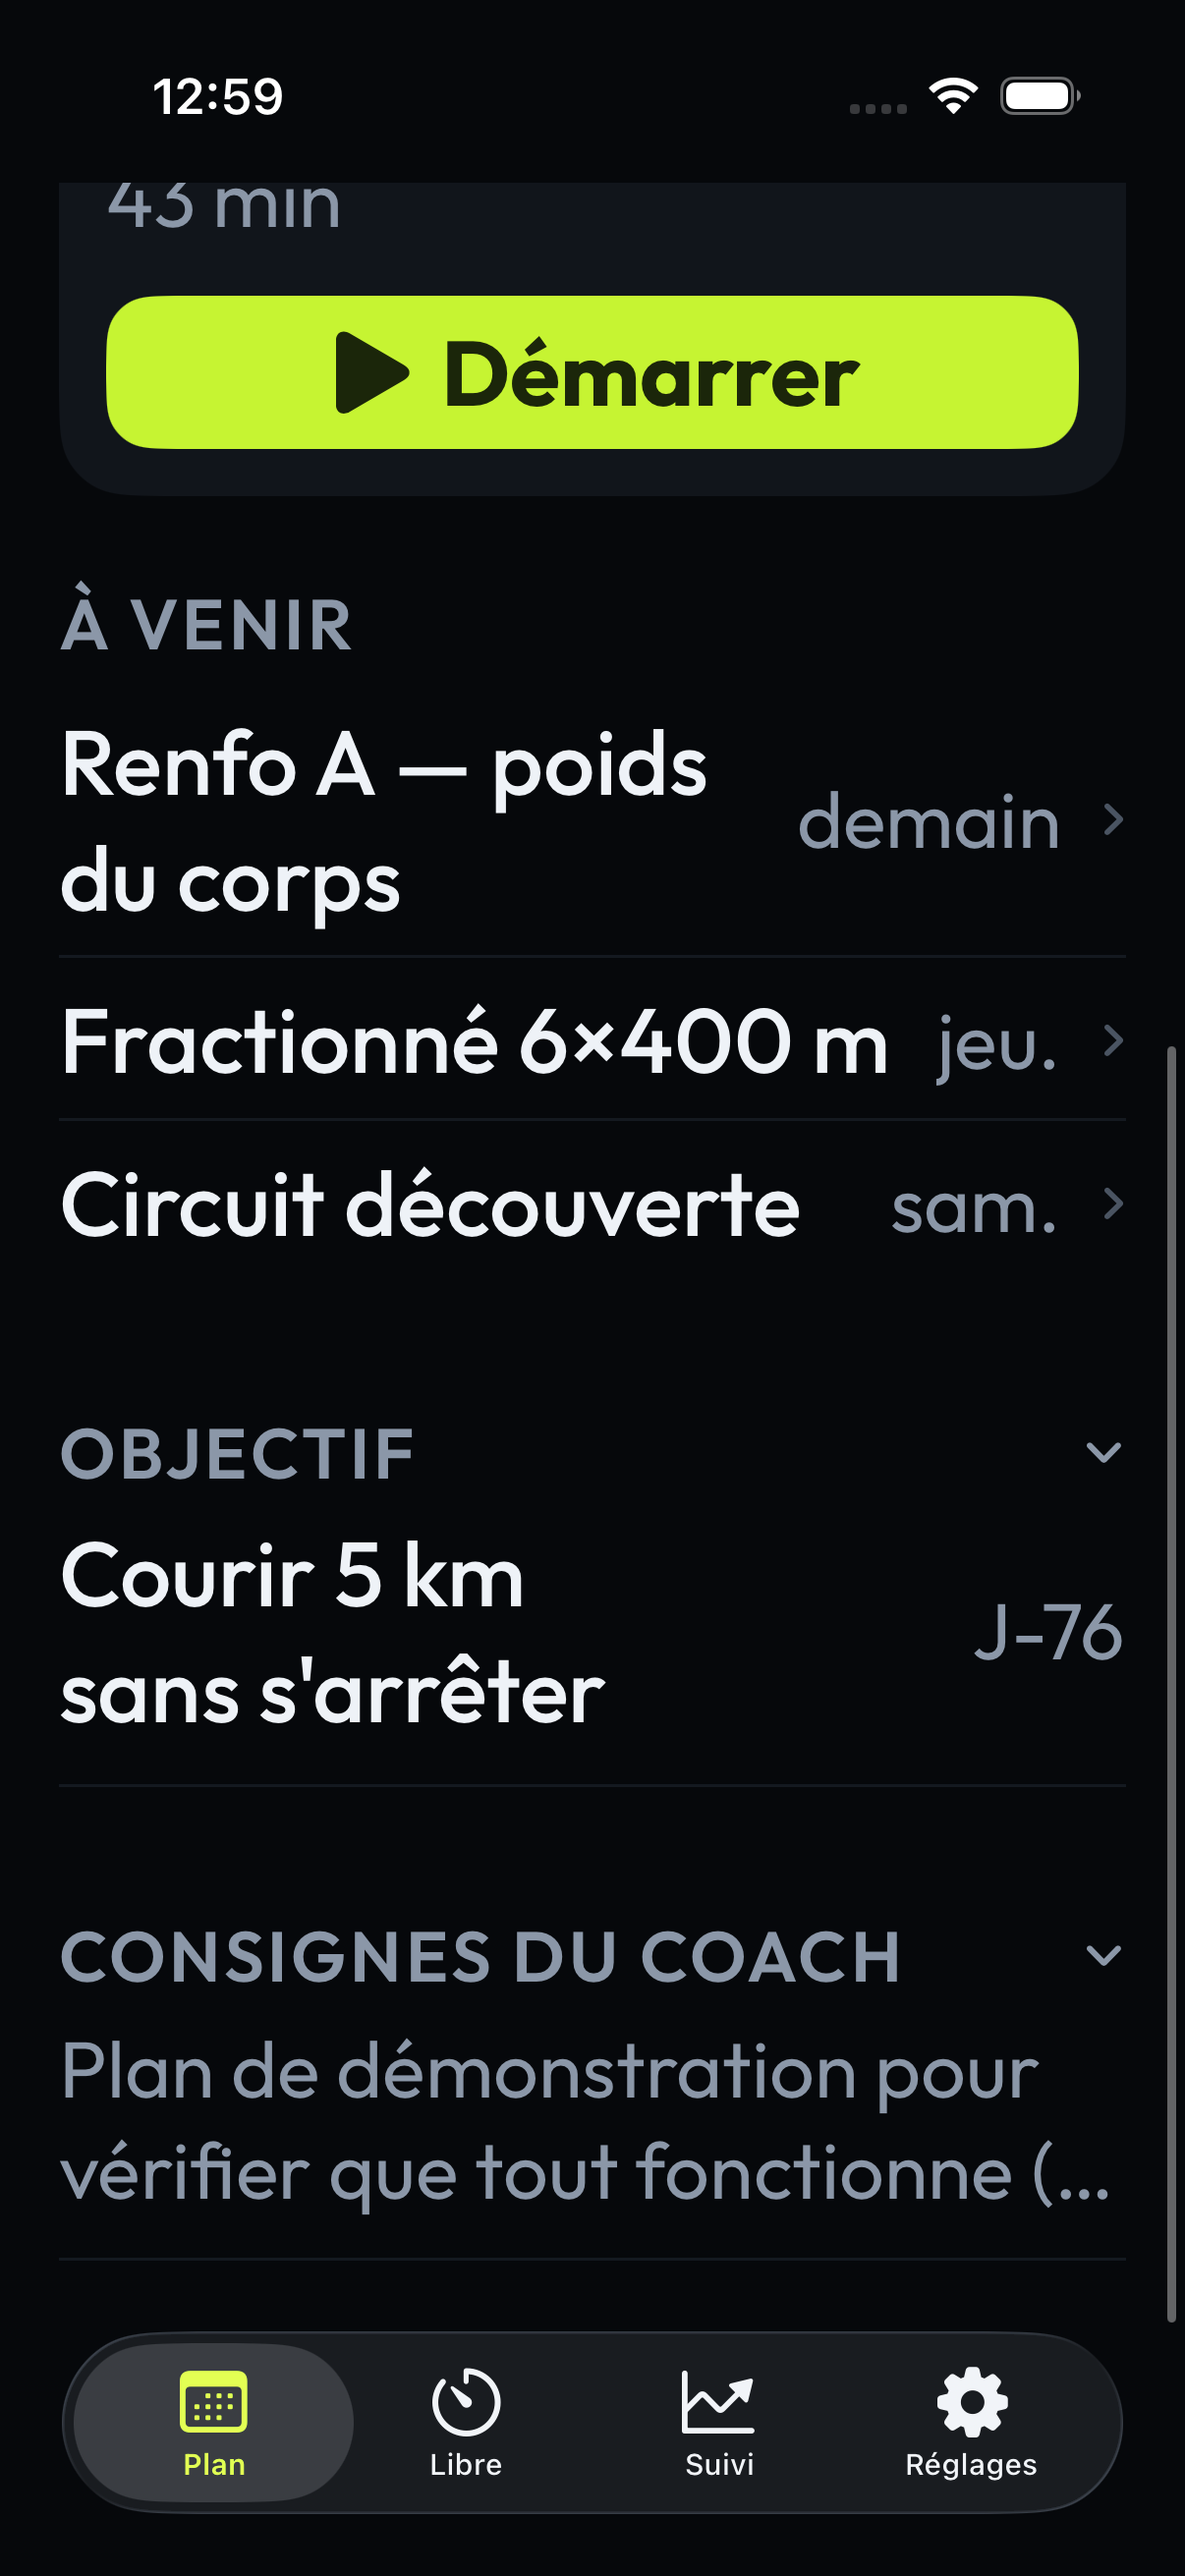 12:59
43 min
Démarrer
À VENIR
Renfo A — poids
du corps
demain
Fractionné 6×400 m
jeu.
Circuit découverte
sam.
OBJECTIF
Courir 5 km
sans s'arrêter
J-76
CONSIGNES DU COACH
Plan de démonstration pour
vérifier que tout fonctionne (…
Plan
Libre
Suivi
Réglages